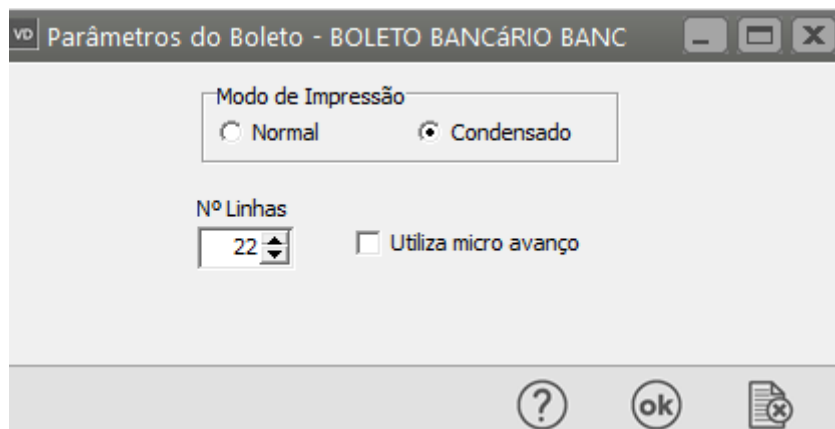 VD Parâmetros do Boleto - BOLETO BANCáRIO BANC
Modo de Impressão
Normal Condensado
Nº Linhas
22 Utiliza micro avanço
? ok